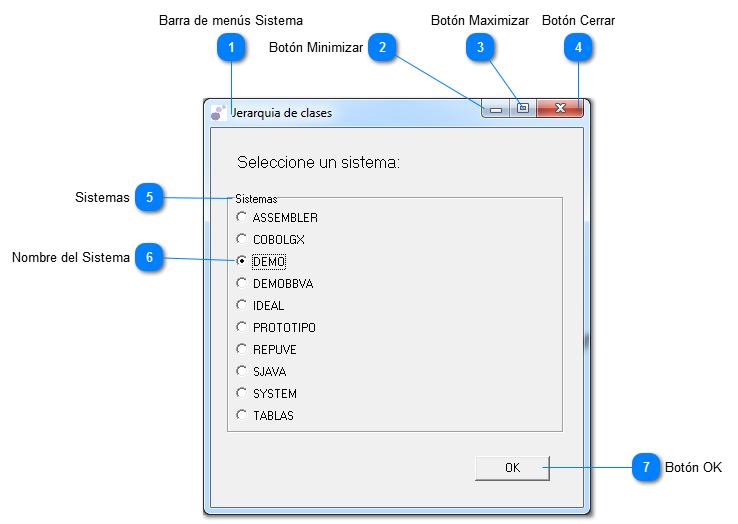 Barra de menús Sistema
Botón Maximizar
Botón Cerrar
1
Botón Minimizar
2
3
4
Jerarquia de clases
Seleccione un sistema:
Sistemas
5
Sistemas
ASSEMBLER
COBOLGX
Nombre del Sistema
6
DEMO
DEMOBBVA
IDEAL
PROTOTIPO
REPUVE
SJAVA
SYSTEM
TABLAS
OK
7
Botón OK